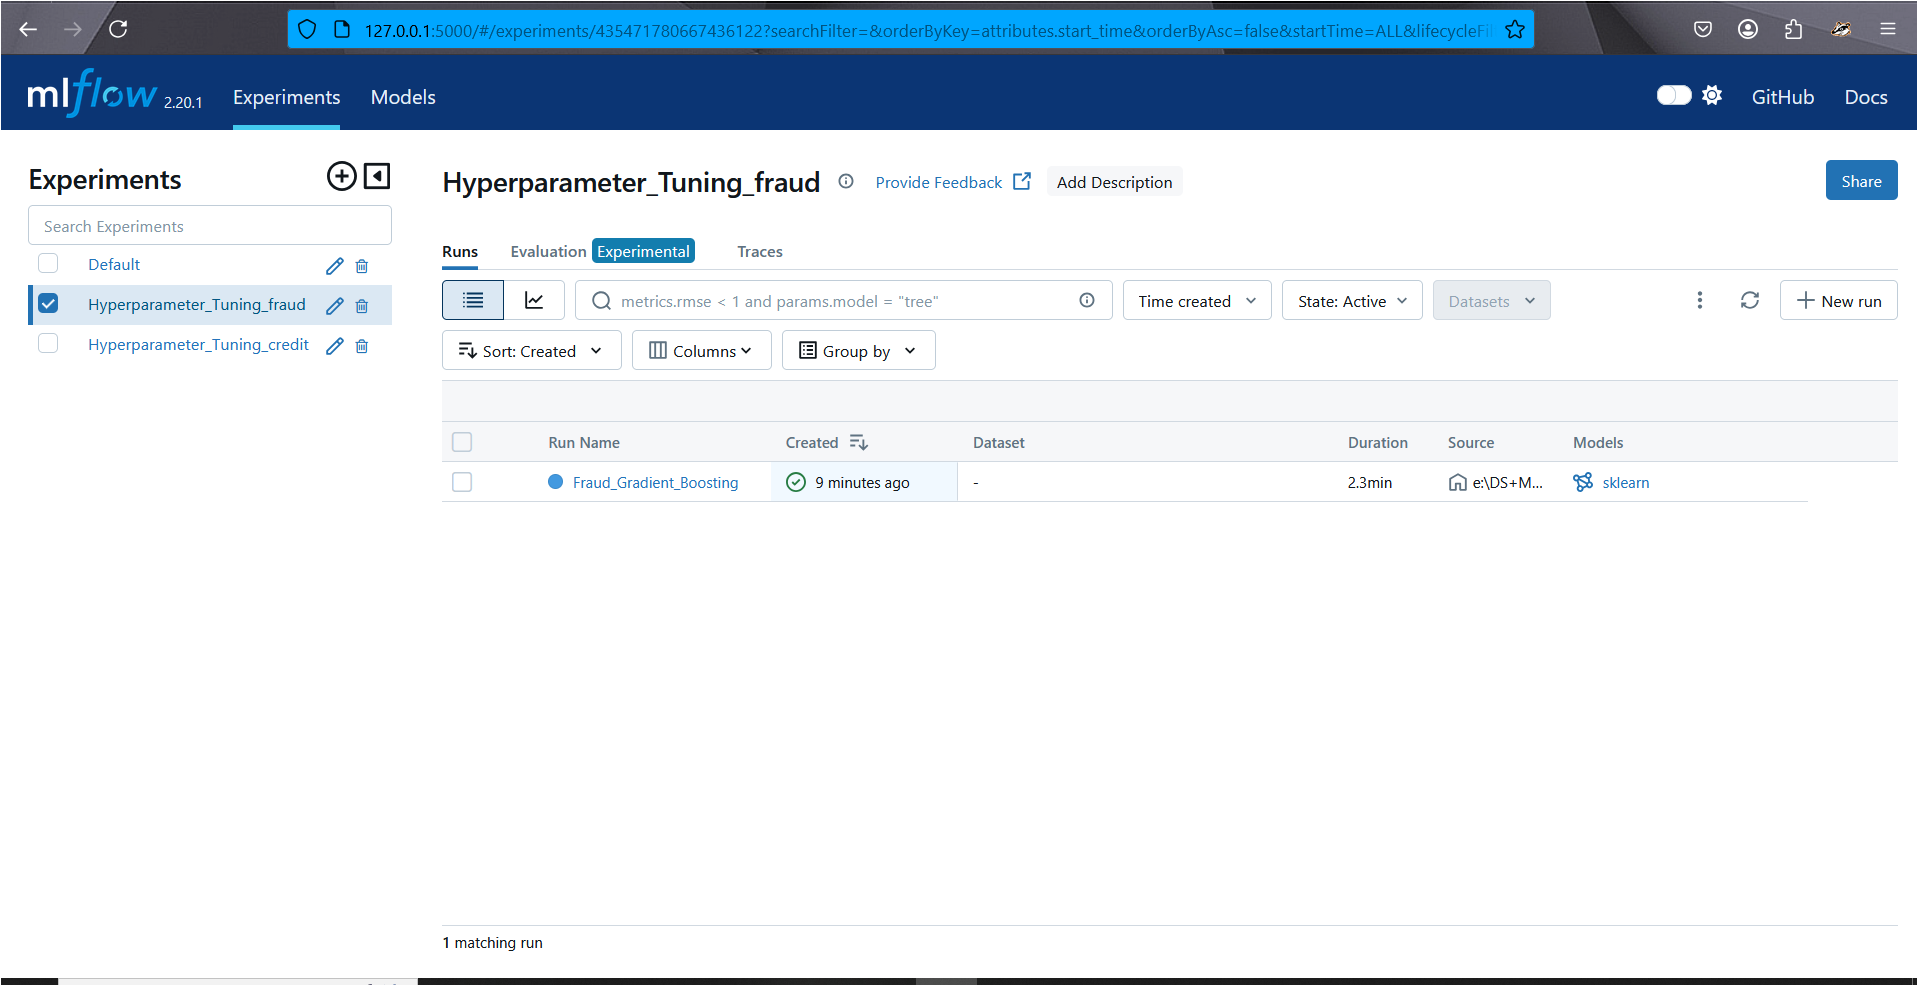 127.0.0.1:5000/#/experiments/435471780667436122?searchFilter=&orderByKey=attributes.start_time&orderByAsc=false&startTime=ALL&lifecycleFil
mlflow 2.20.1 Experiments Models GitHub Docs
Experiments
Search Experiments
Default
Hyperparameter_Tuning_fraud
Hyperparameter_Tuning_credit
Hyperparameter_Tuning_fraud Provide Feedback Add Description Share
Runs Evaluation Experimental Traces
metrics.rmse < 1 and params.model = "tree" Time created State: Active Datasets New run
Sort: Created Columns Group by
Run Name Created Dataset Duration Source Models
Fraud_Gradient_Boosting 9 minutes ago - 2.3min e:\DS+M... sklearn
1 matching run